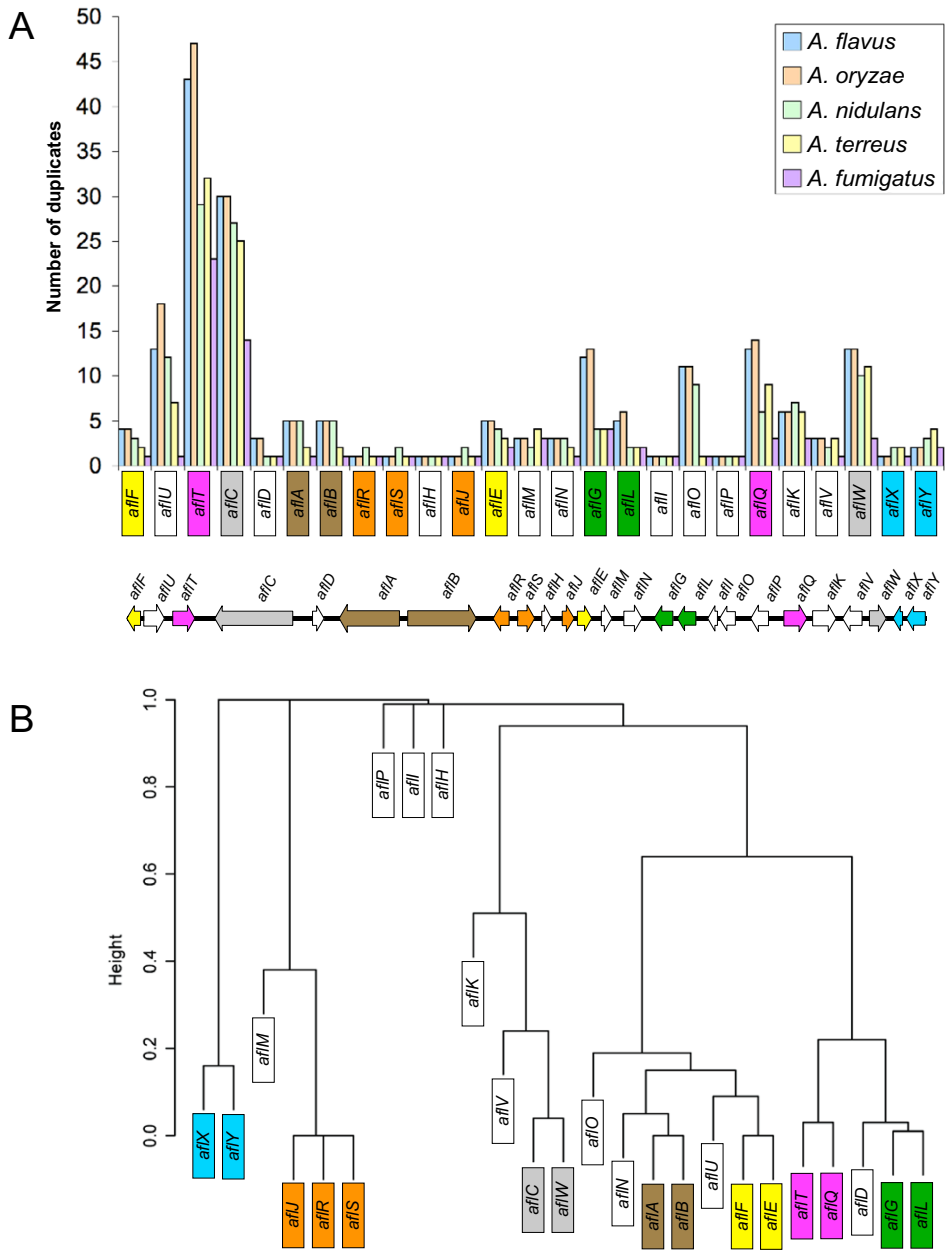 A
Number of duplicates
50
45
40
35
30
25
20
15
10
5
0
A. flavus
A. oryzae
A. nidulans
A. terreus
A. fumigatus
aflF aflU aflT aflC aflD aflA aflB aflR aflS aflH aflJ aflE aflM aflN aflG aflL aflI aflO aflP aflQ aflK aflV aflW aflX aflY
aflF aflU aflT aflC aflD aflA aflB aflR aflS aflH aflJ aflE aflM aflN aflG aflL aflI aflO aflP aflQ aflK aflV aflW aflX aflY
B
Height
1.0
0.8
0.6
0.4
0.2
0.0
aflP aflI aflH
aflK
aflM
aflV
aflO
aflX aflY
aflU
aflN
aflC aflW
aflA aflB
aflD
aflT aflQ
aflJ aflR aflS
aflF aflE
aflG aflL